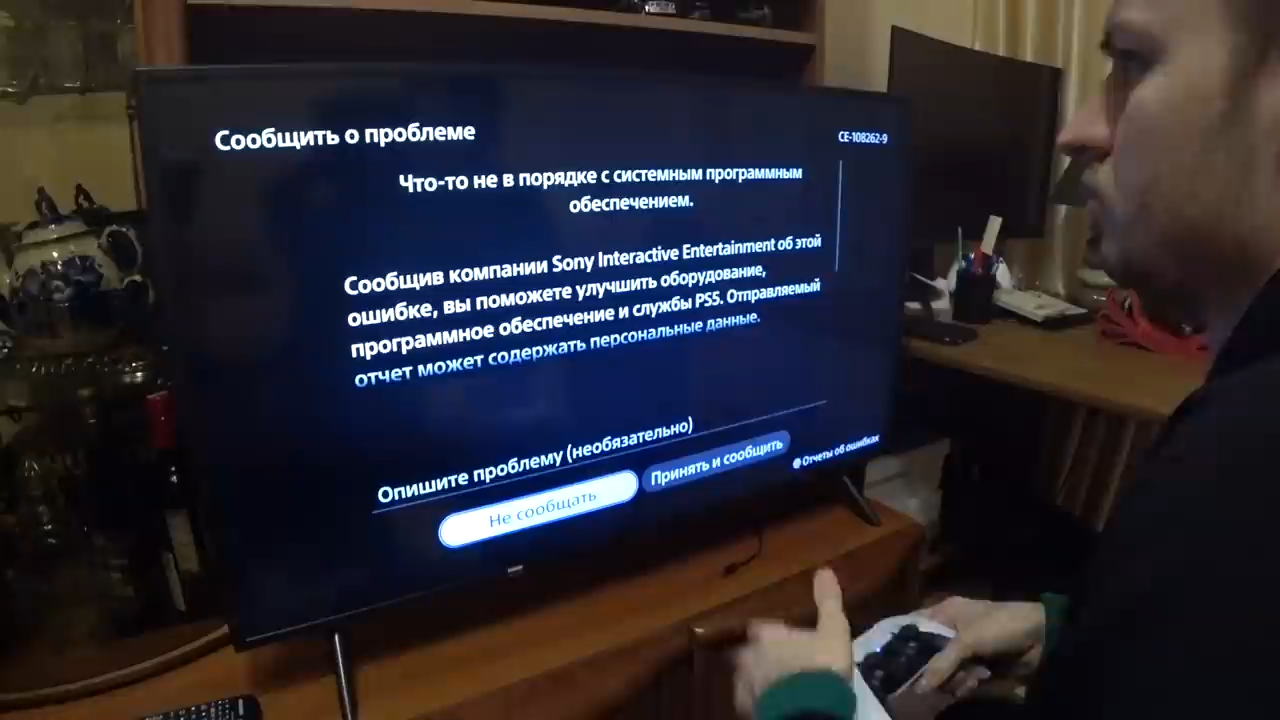 Сообщить о проблеме
CE-108262-9
Что-то не в порядке с системным программным
обеспечением.
Сообщив компании Sony Interactive Entertainment об этой
ошибке, вы поможете улучшить оборудование,
программное обеспечение и службы PS5. Отправляемый
отчет может содержать персональные данные.
Опишите проблему (необязательно)
Не сообщать
Принять и сообщить
Отчеты об ошибках